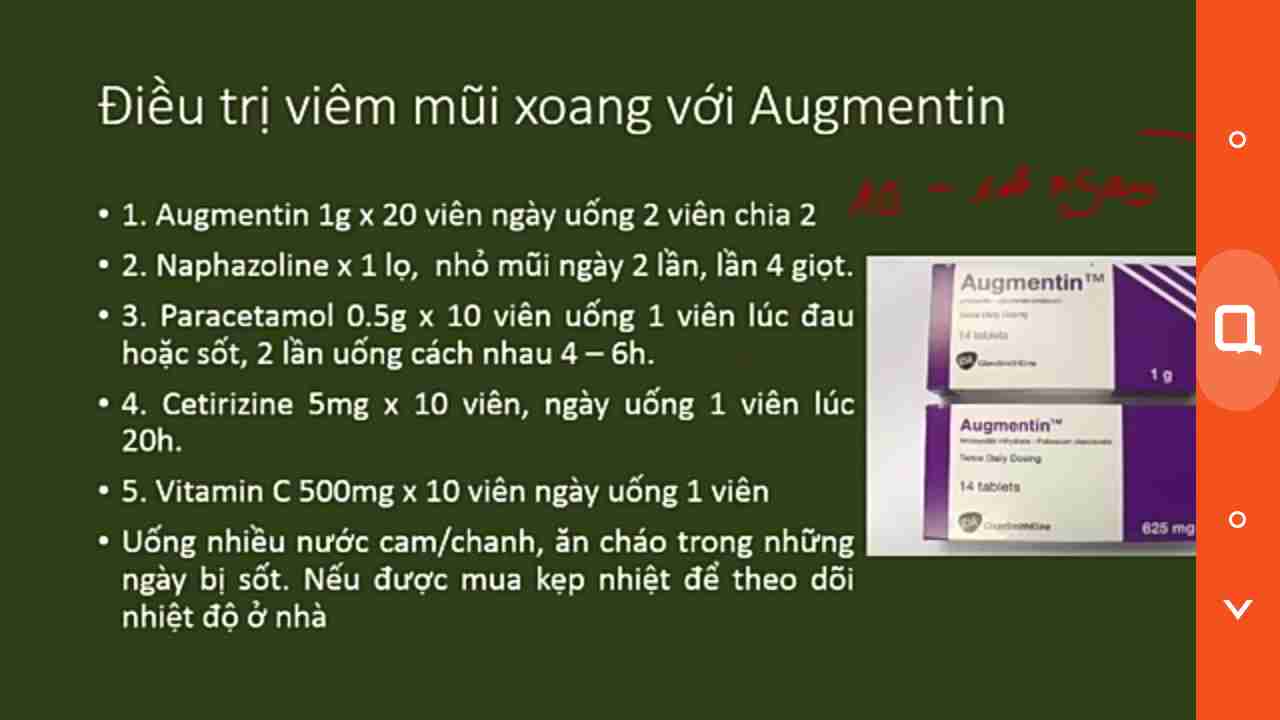 Điều trị viêm mũi xoang với Augmentin
• 1. Augmentin 1g x 20 viên ngày uống 2 viên chia 2
• 2. Naphazoline x 1 lọ, nhỏ mũi ngày 2 lần, lần 4 giọt.
• 3. Paracetamol 0.5g x 10 viên uống 1 viên lúc đau
hoặc sốt, 2 lần uống cách nhau 4 – 6h.
• 4. Cetirizine 5mg x 10 viên, ngày uống 1 viên lúc
20h.
• 5. Vitamin C 500mg x 10 viên ngày uống 1 viên
• Uống nhiều nước cam/chanh, ăn cháo trong những
ngày bị sốt. Nếu được mua kẹp nhiệt để theo dõi
nhiệt độ ở nhà
Augmentin™
14 tablets
GlaxoSmithKline
1 g
Augmentin™
Twice Daily Dosing
14 tablets
GlaxoSmithKline
625 mg